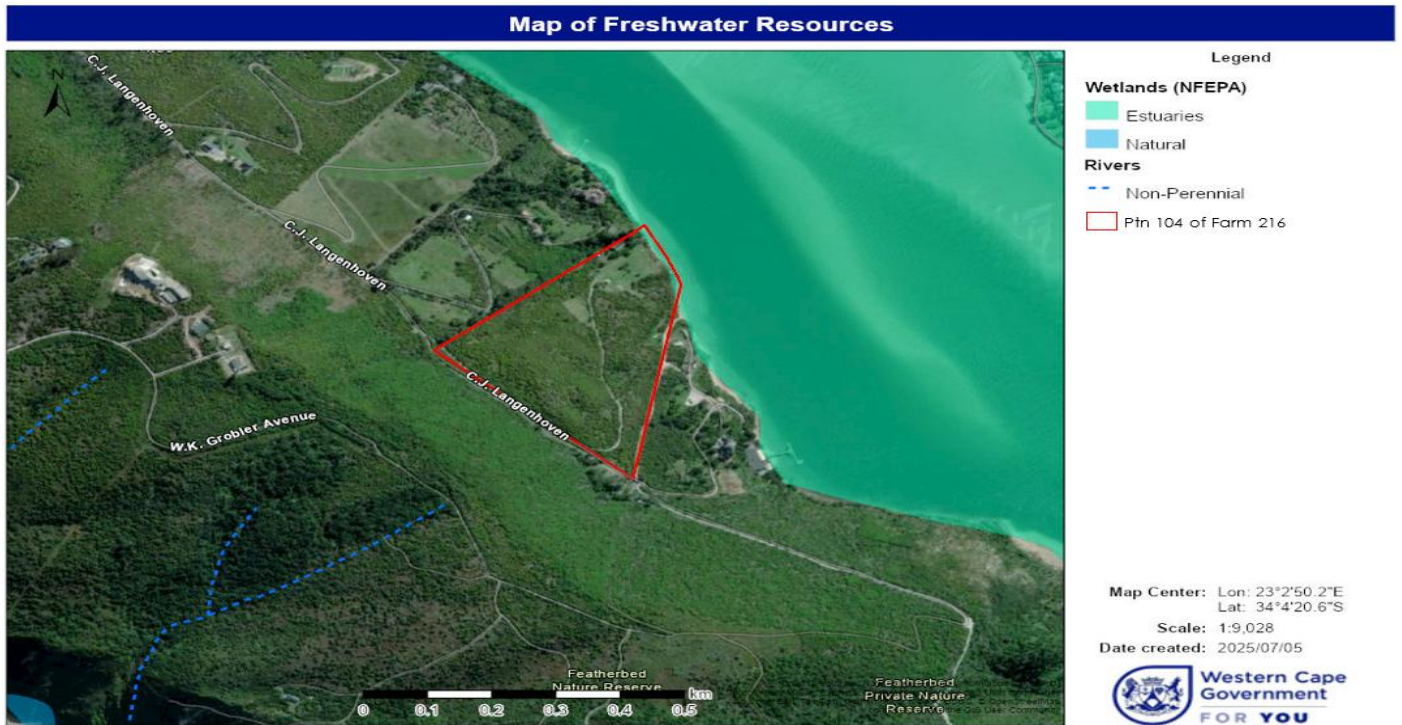 Map of Freshwater Resources
Legend
Wetlands (NFEPA)
Estuaries
Natural
Rivers
Non-Perennial
Ptn 104 of Farm 216
N
C.J. Langenhoven
C.J. Langenhoven
C.J. Langenhoven
W.K. Grobler Avenue
Featherbed
Nature Reserve
Featherbed
Private Nature
Reserve
km
0 0.1 0.2 0.3 0.4 0.5
Map Center: Lon: 23°2'50.2"E
Lat: 34°4'20.6"S
Scale: 1:9,028
Date created: 2025/07/05
Western Cape
Government
FOR YOU